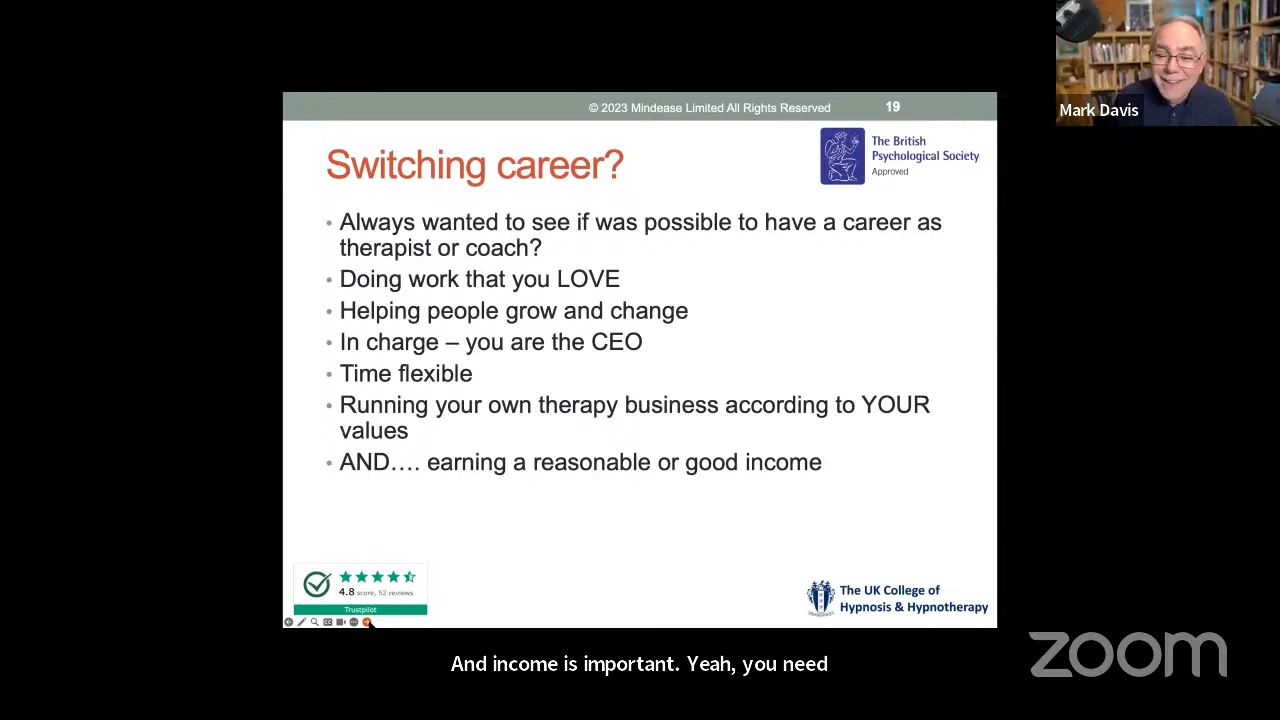 © 2023 Mindease Limited All Rights Reserved 19
Mark Davis
Switching career?
The British
Psychological Society
Approved
• Always wanted to see if was possible to have a career as
therapist or coach?
• Doing work that you LOVE
• Helping people grow and change
• In charge – you are the CEO
• Time flexible
• Running your own therapy business according to YOUR
values
• AND…. earning a reasonable or good income
4.8 score, 52 reviews
Trustpilot
The UK College of
Hypnosis & Hypnotherapy
And income is important. Yeah, you need
zoom